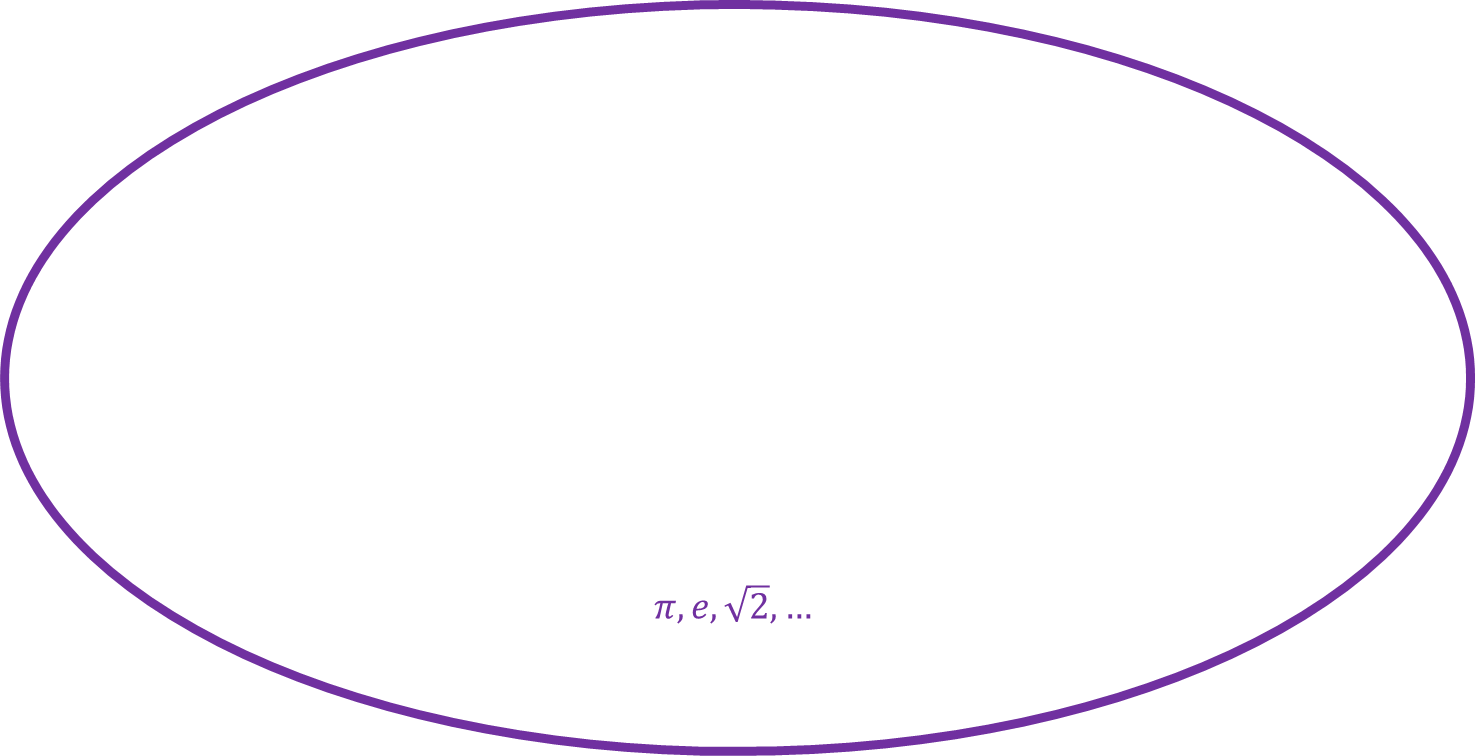 π, e, √2, …